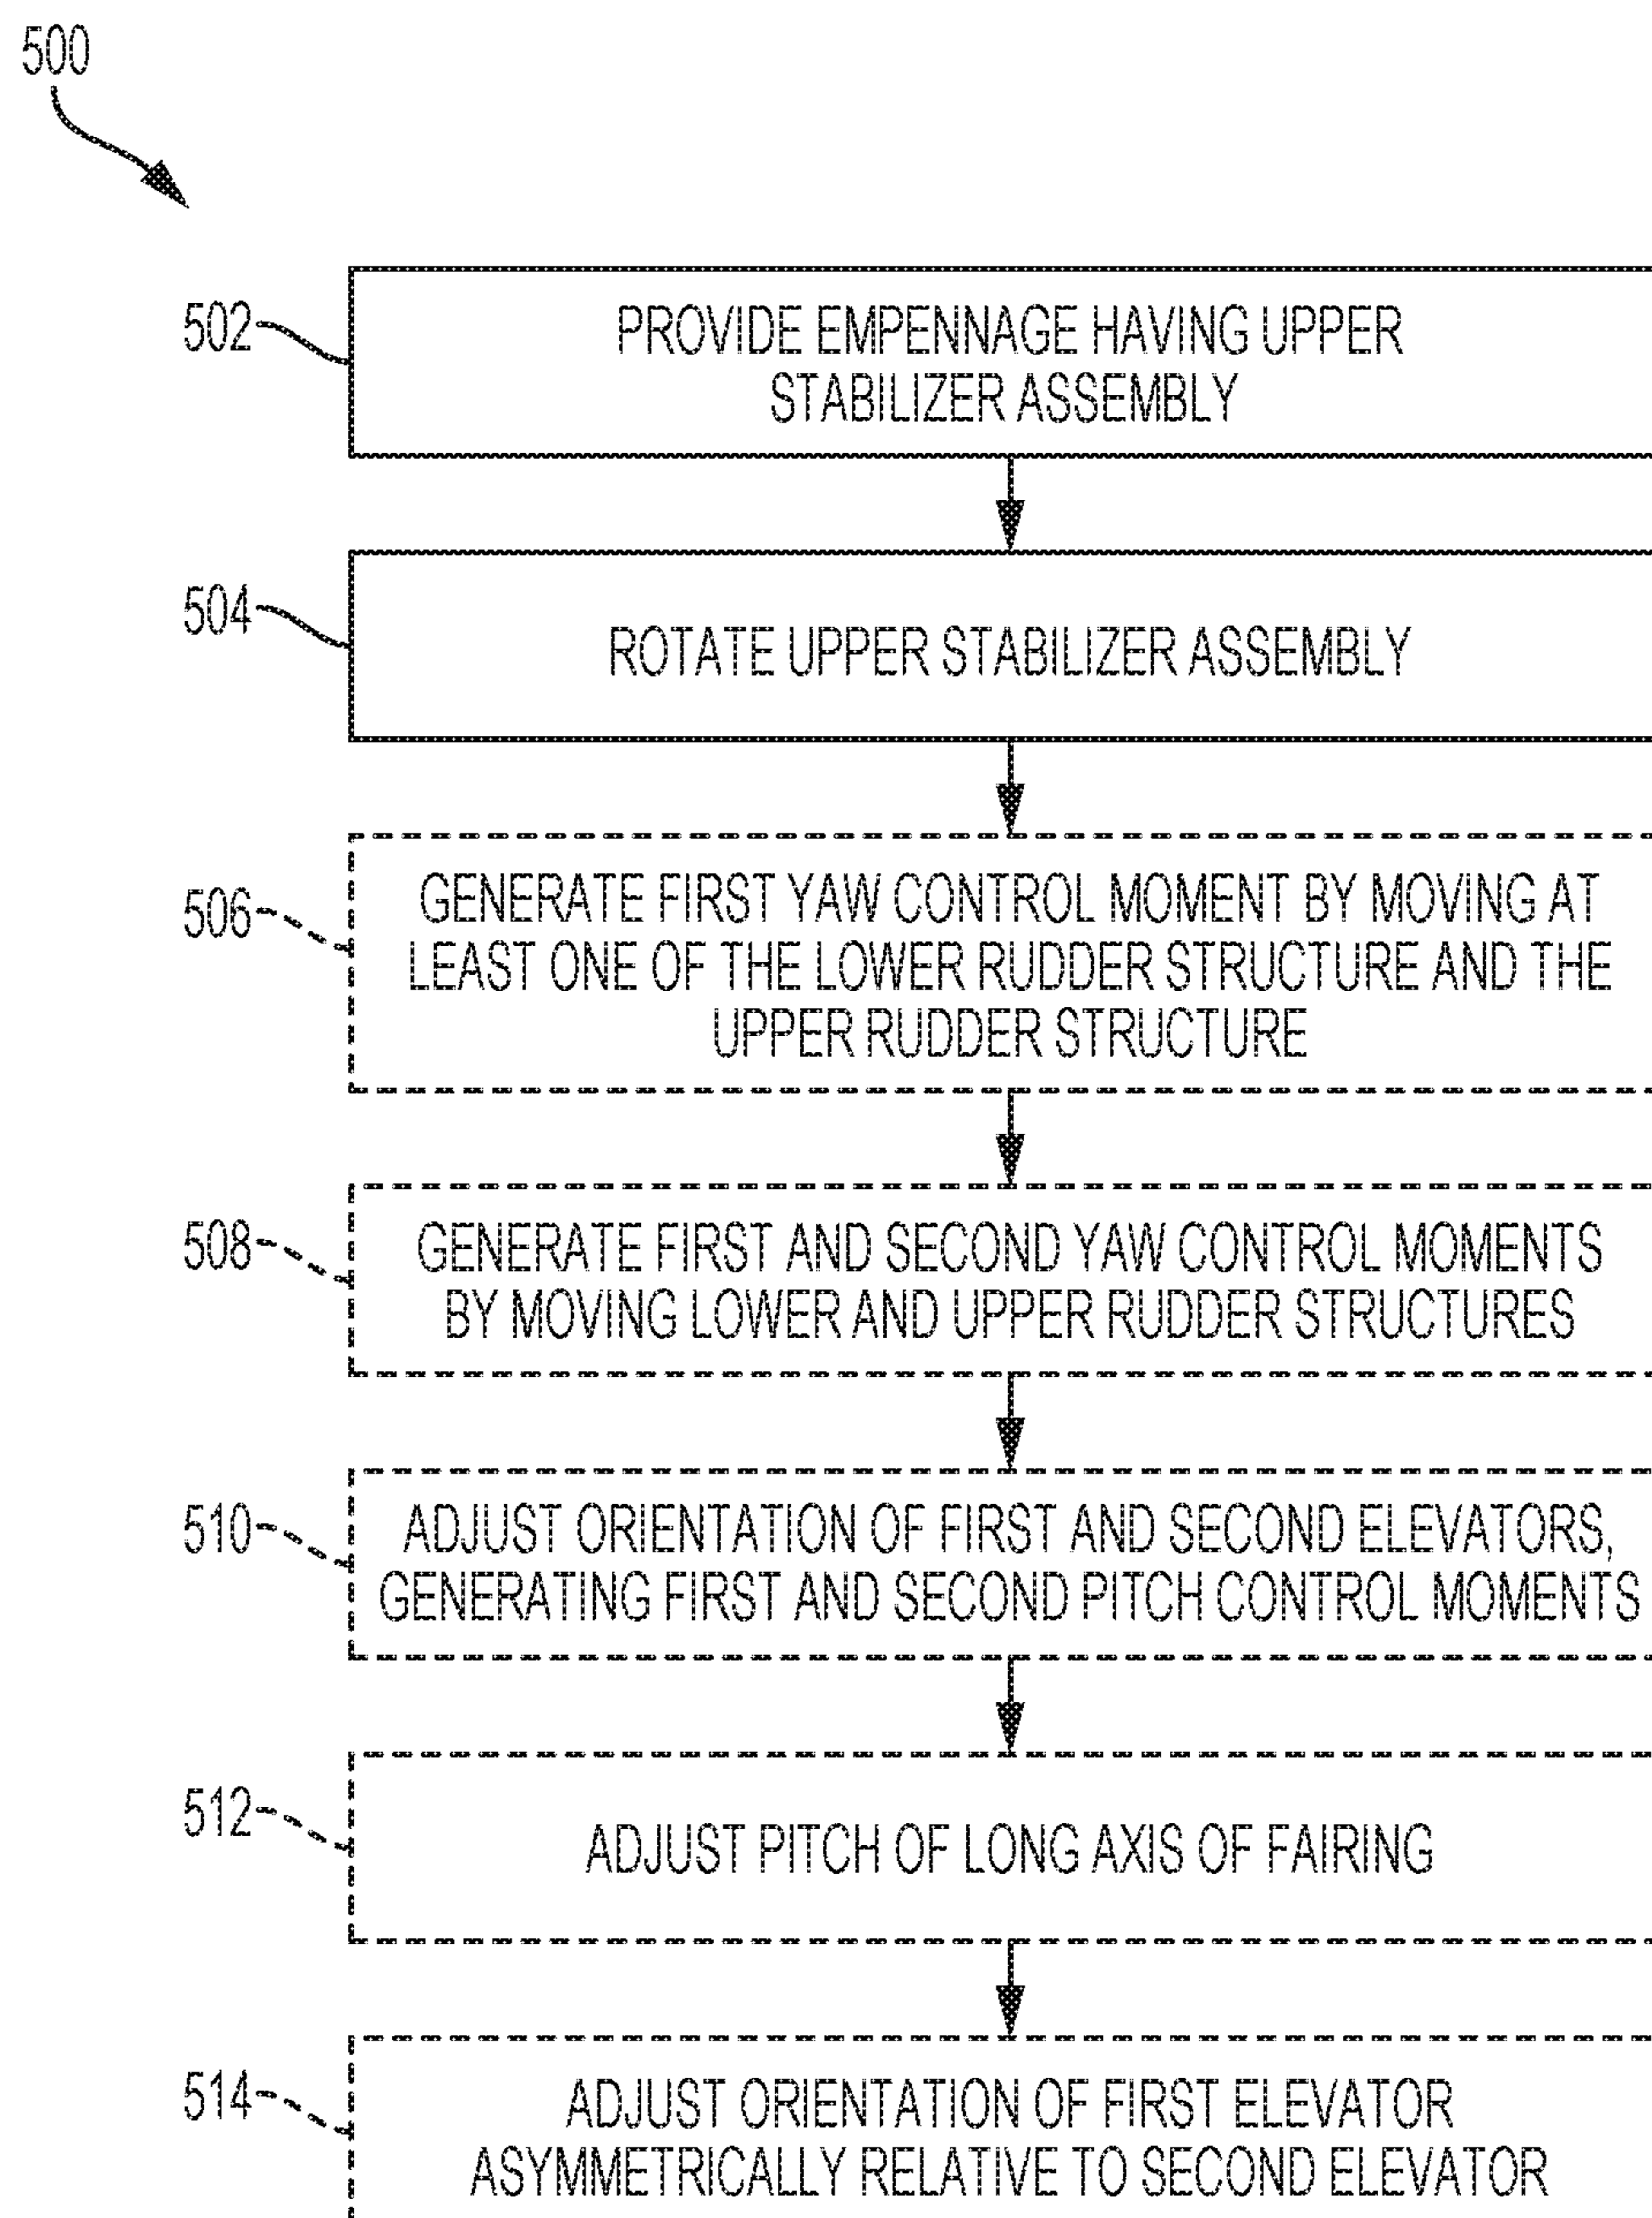 500
502
PROVIDE EMPENNAGE HAVING UPPER
STABILIZER ASSEMBLY
504
ROTATE UPPER STABILIZER ASSEMBLY
506
GENERATE FIRST YAW CONTROL MOMENT BY MOVING AT
LEAST ONE OF THE LOWER RUDDER STRUCTURE AND THE
UPPER RUDDER STRUCTURE
508
GENERATE FIRST AND SECOND YAW CONTROL MOMENTS
BY MOVING LOWER AND UPPER RUDDER STRUCTURES
510
ADJUST ORIENTATION OF FIRST AND SECOND ELEVATORS,
GENERATING FIRST AND SECOND PITCH CONTROL MOMENTS
512
ADJUST PITCH OF LONG AXIS OF FAIRING
514
ADJUST ORIENTATION OF FIRST ELEVATOR
ASYMMETRICALLY RELATIVE TO SECOND ELEVATOR